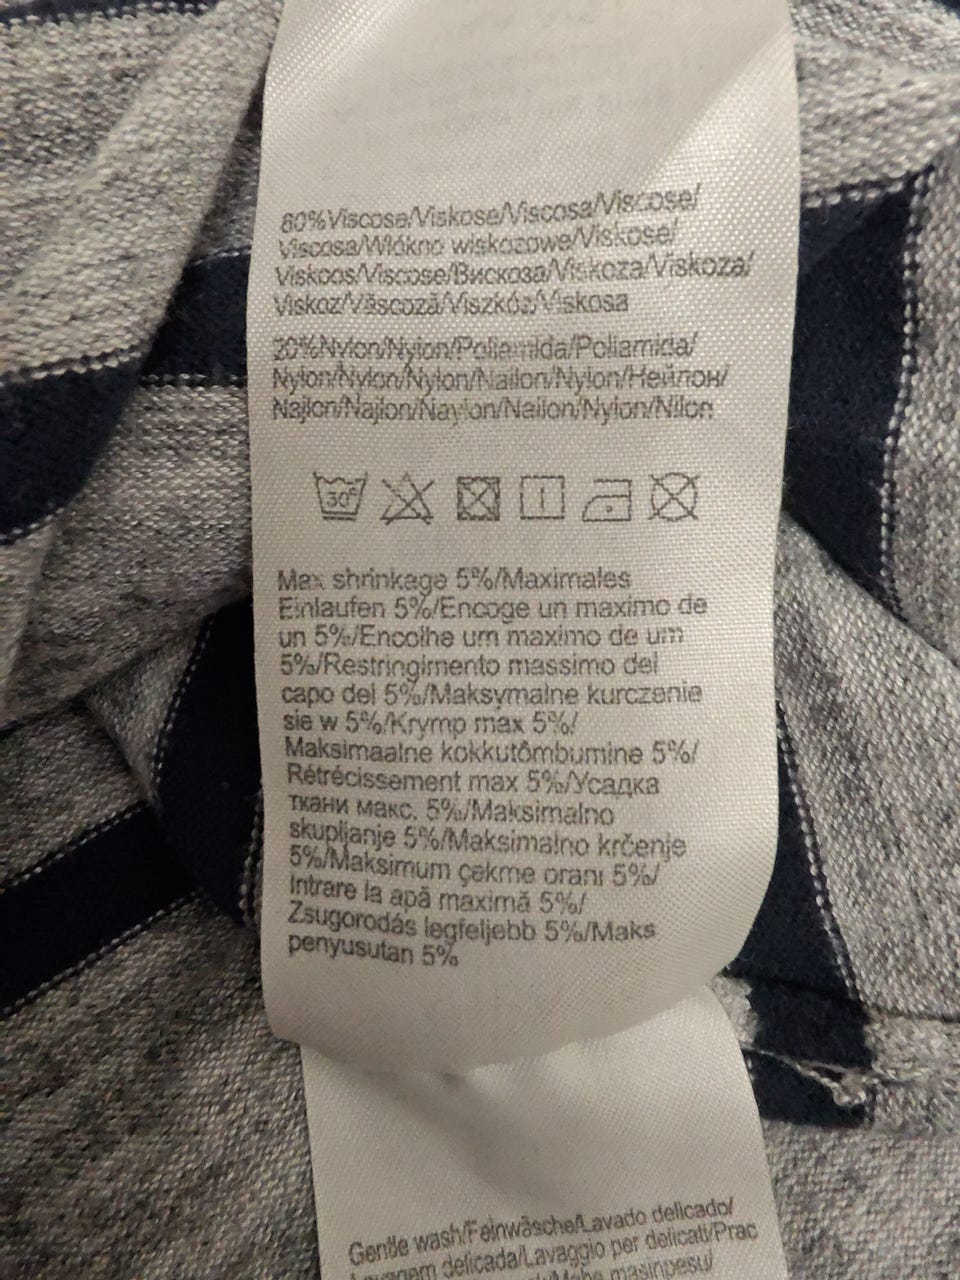 80%Viscose/Viskose/Viscosa/Viscose/
Viscosa/Wlókno wiskozowe/Viskose/
Viskoos/Viscose/Вискоза/Viskoza/Viskoza/
Viskoz/Vâscoză/Viszkóz/Viskosa
20%Nylon/Nylon/Poliamida/Poliamida/
Nylon/Nylon/Nylon/Nailon/Nylon/Нейлон/
Najlon/Najlon/Naylon/Nailon/Nylon/Nilon
30°
Max shrinkage 5%/Maximales
Einlaufen 5%/Encoge un maximo de
un 5%/Encolhe um maximo de um
5%/Restringimento massimo del
capo del 5%/Maksymalne kurczenie
sie w 5%/Krymp max 5%/
Maksimaalne kokkutômbumine 5%/
Rétrécissement max 5%/Усадка
ткани макс. 5%/Maksimalno
skupljanje 5%/Maksimalno krčenje
5%/Maksimum çekme oranı 5%/
Intrare la apă maximă 5%/
Zsugorodás legfeljebb 5%/Maks
penyusutan 5%
Gentle wash/Feinwäsche/Lavado delicado/
Lavagem delicada/Lavaggio per delicati/Prac
masinpesu/